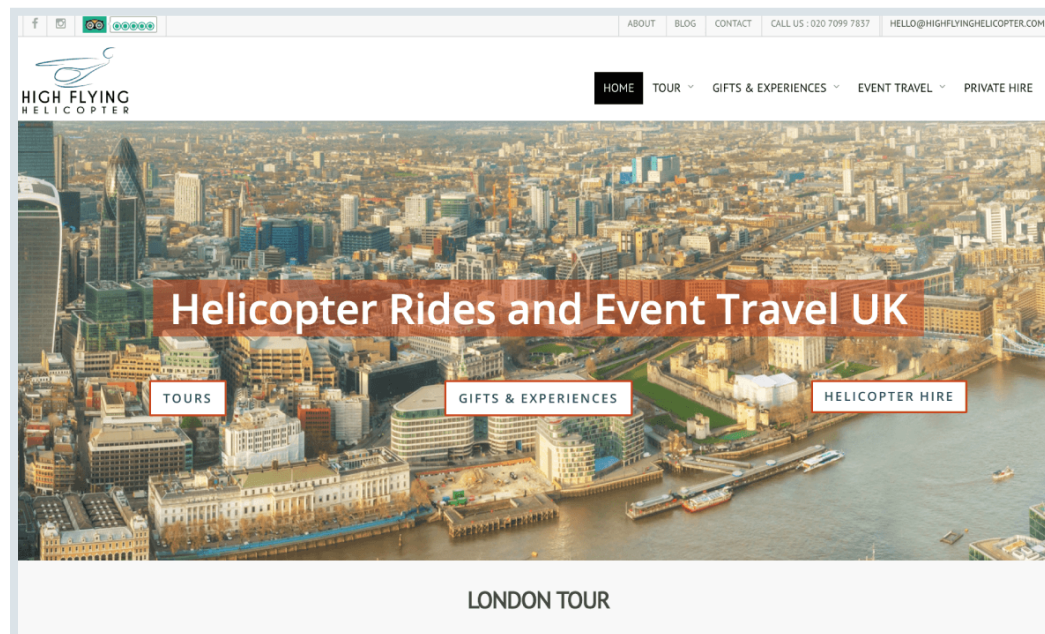 ABOUT
BLOG
CONTACT
CALL US : 020 7099 7837
HELLO@HIGHFLYINGHELICOPTER.COM
HIGH FLYING
HELICOPTER
HOME
TOUR
GIFTS & EXPERIENCES
EVENT TRAVEL
PRIVATE HIRE
Helicopter Rides and Event Travel UK
TOURS
GIFTS & EXPERIENCES
HELICOPTER HIRE
LONDON TOUR